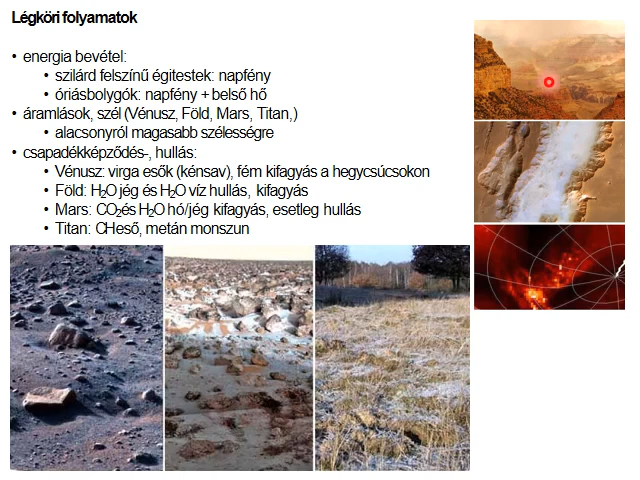 Légköri folyamatok
• energia bevétel:
• szilárd felszínű égitestek: napfény
• óriásbolygók: napfény + belső hő
• áramlások, szél (Vénusz, Föld, Mars, Titan,)
• alacsonyról magasabb szélességre
• csapadékképződés-, hullás:
• Vénusz: virga esők (kénsav), fém kifagyás a hegycsúcsokon
• Föld: H₂O jég és H₂O víz hullás, kifagyás
• Mars: CO₂és H₂O hó/jég kifagyás, esetleg hullás
• Titan: CHeső, metán monszun